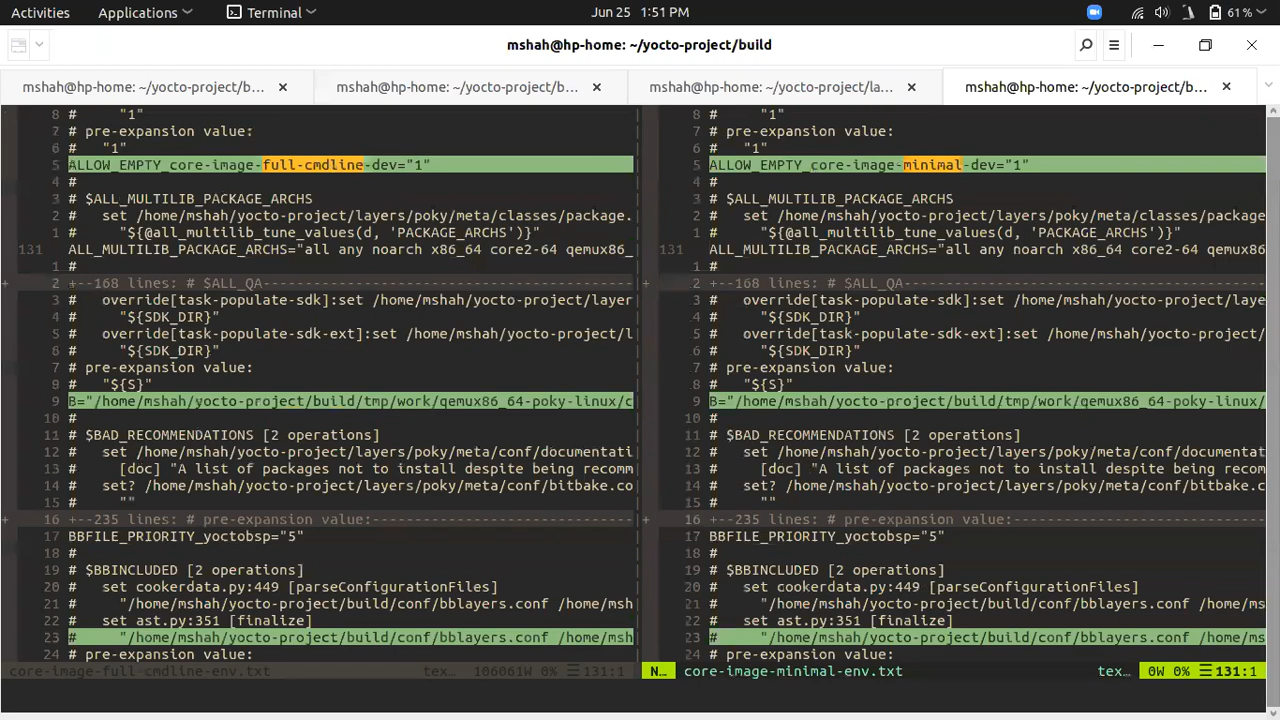 Activities Applications Terminal Jun 25 1:51 PM 61%
mshah@hp-home: ~/yocto-project/build
mshah@hp-home: ~/yocto-project/b… mshah@hp-home: ~/yocto-project/b… mshah@hp-home: ~/yocto-project/la… mshah@hp-home: ~/yocto-project/b…
8 #     "1"
7 # pre-expansion value:
6 #     "1"
5 ALLOW_EMPTY_core-image-full-cmdline-dev="1"
4 #
3 # $ALL_MULTILIB_PACKAGE_ARCHS
2 #   set /home/mshah/yocto-project/layers/poky/meta/classes/package.
1 #     "${@all_multilib_tune_values(d, 'PACKAGE_ARCHS')}"
131 ALL_MULTILIB_PACKAGE_ARCHS="all any noarch x86_64 core2-64 qemux86_
1 #
+ 2 +--168 lines: # $ALL_QA----------------------------------------------
3 #   override[task-populate-sdk]:set /home/mshah/yocto-project/layer
4 #     "${SDK_DIR}"
5 #   override[task-populate-sdk-ext]:set /home/mshah/yocto-project/l
6 #     "${SDK_DIR}"
7 # pre-expansion value:
8 #     "${S}"
9 B="/home/mshah/yocto-project/build/tmp/work/qemux86_64-poky-linux/c
10 #
11 # $BAD_RECOMMENDATIONS [2 operations]
12 #   set /home/mshah/yocto-project/layers/poky/meta/conf/documentati
13 #     [doc] "A list of packages not to install despite being recomm
14 #   set? /home/mshah/yocto-project/layers/poky/meta/conf/bitbake.co
15 #     ""
+ 16 +--235 lines: # pre-expansion value:-------------------------------
17 BBFILE_PRIORITY_yoctobsp="5"
18 #
19 # $BBINCLUDED [2 operations]
20 #   set cookerdata.py:449 [parseConfigurationFiles]
21 #     "/home/mshah/yocto-project/build/conf/bblayers.conf /home/msh
22 #   set ast.py:351 [finalize]
23 #     "/home/mshah/yocto-project/build/conf/bblayers.conf /home/msh
24 # pre-expansion value:
core-image-full-cmdline-env.txt tex… 106061W 0% ☰131:1
8 #     "1"
7 # pre-expansion value:
6 #     "1"
5 ALLOW_EMPTY_core-image-minimal-dev="1"
4 #
3 # $ALL_MULTILIB_PACKAGE_ARCHS
2 #   set /home/mshah/yocto-project/layers/poky/meta/classes/package
1 #     "${@all_multilib_tune_values(d, 'PACKAGE_ARCHS')}"
131 ALL_MULTILIB_PACKAGE_ARCHS="all any noarch x86_64 core2-64 qemux86
1 #
+ 2 +--168 lines: # $ALL_QA---------------------------------------------
3 #   override[task-populate-sdk]:set /home/mshah/yocto-project/laye
4 #     "${SDK_DIR}"
5 #   override[task-populate-sdk-ext]:set /home/mshah/yocto-project/
6 #     "${SDK_DIR}"
7 # pre-expansion value:
8 #     "${S}"
9 B="/home/mshah/yocto-project/build/tmp/work/qemux86_64-poky-linux/
10 #
11 # $BAD_RECOMMENDATIONS [2 operations]
12 #   set /home/mshah/yocto-project/layers/poky/meta/conf/documentat
13 #     [doc] "A list of packages not to install despite being recom
14 #   set? /home/mshah/yocto-project/layers/poky/meta/conf/bitbake.c
15 #     ""
+ 16 +--235 lines: # pre-expansion value:------------------------------
17 BBFILE_PRIORITY_yoctobsp="5"
18 #
19 # $BBINCLUDED [2 operations]
20 #   set cookerdata.py:449 [parseConfigurationFiles]
21 #     "/home/mshah/yocto-project/build/conf/bblayers.conf /home/ms
22 #   set ast.py:351 [finalize]
23 #     "/home/mshah/yocto-project/build/conf/bblayers.conf /home/ms
24 # pre-expansion value:
N… core-image-minimal-env.txt tex… 0W 0% ☰131:1